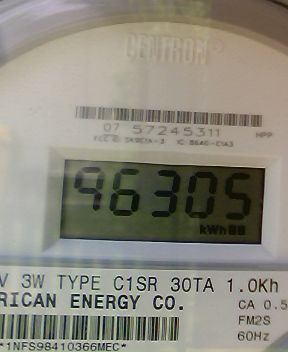 CENTRON®
07 57245311 HPP
96305
kWh
V 3W TYPE C1SR 30TA 1.0Kh
RICAN ENERGY CO.
CA 0.5
FM2S
60Hz
*1NFS98410366MEC*